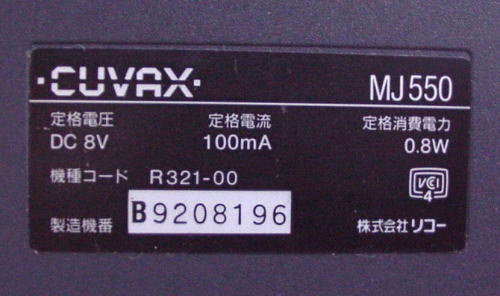 ·CUVAX· MJ550
定格電圧 定格電流 定格消費電力
DC 8V 100mA 0.8W
機種コード R321-00 VCI 4
製造機番 B9208196 株式会社リコー